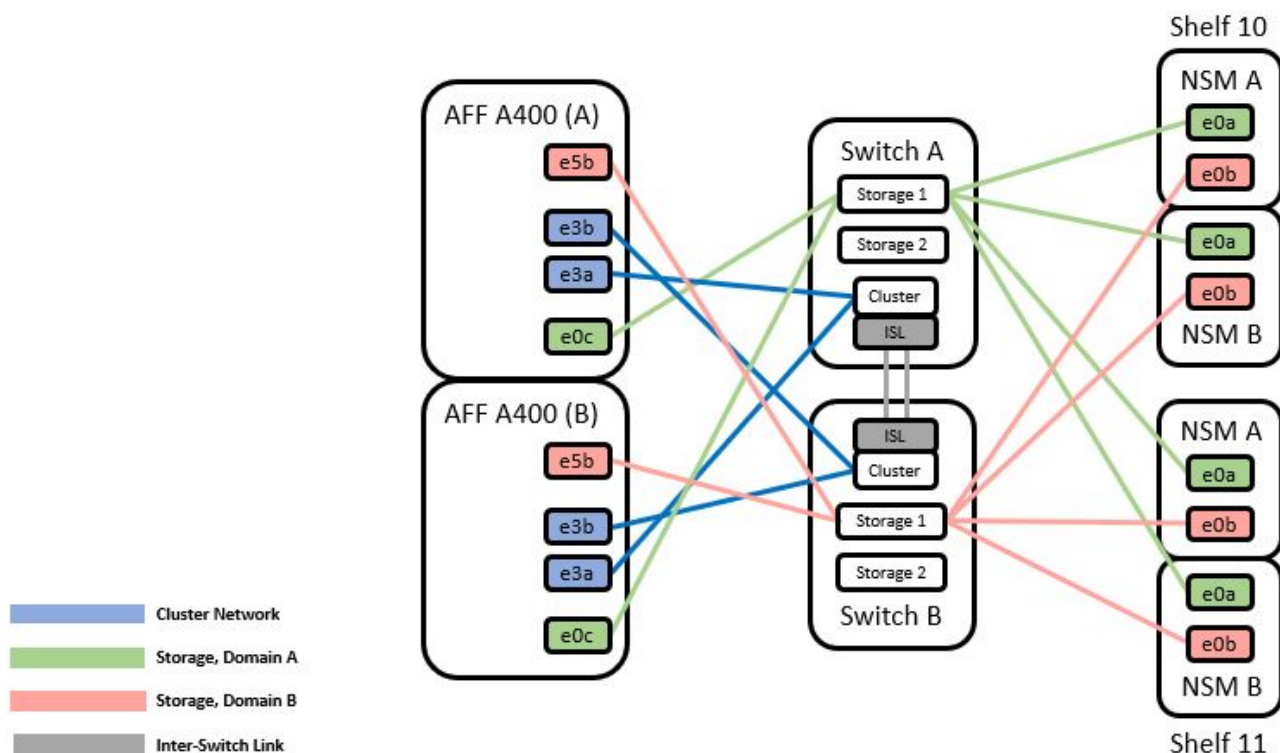 Shelf 10
AFF A400 (A)
e5b
e3b
e3a
e0c
AFF A400 (B)
e5b
e3b
e3a
e0c
Switch A
Storage 1
Storage 2
Cluster
ISL
ISL
Cluster
Storage 1
Storage 2
Switch B
NSM A
e0a
e0b
e0a
e0b
NSM B
NSM A
e0a
e0b
e0a
e0b
NSM B
Shelf 11
Cluster Network
Storage, Domain A
Storage, Domain B
Inter-Switch Link